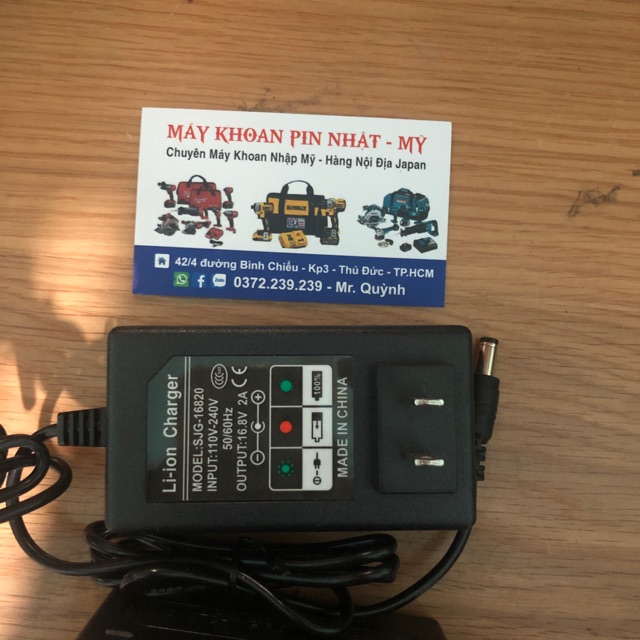 MÁY KHOAN PIN NHẬT - MỸ
Chuyên Máy Khoan Nhập Mỹ - Hàng Nội Địa Japan
DEWALT
42/4 đường Bình Chiểu - Kp3 - Thủ Đức - TP.HCM
0372.239.239 - Mr. Quỳnh
Li-ion Charger
MODEL:SJG-16820
INPUT:110V-240V
50/60Hz
OUTPUT:16.8V 2A CE
100%
MADE IN CHINA